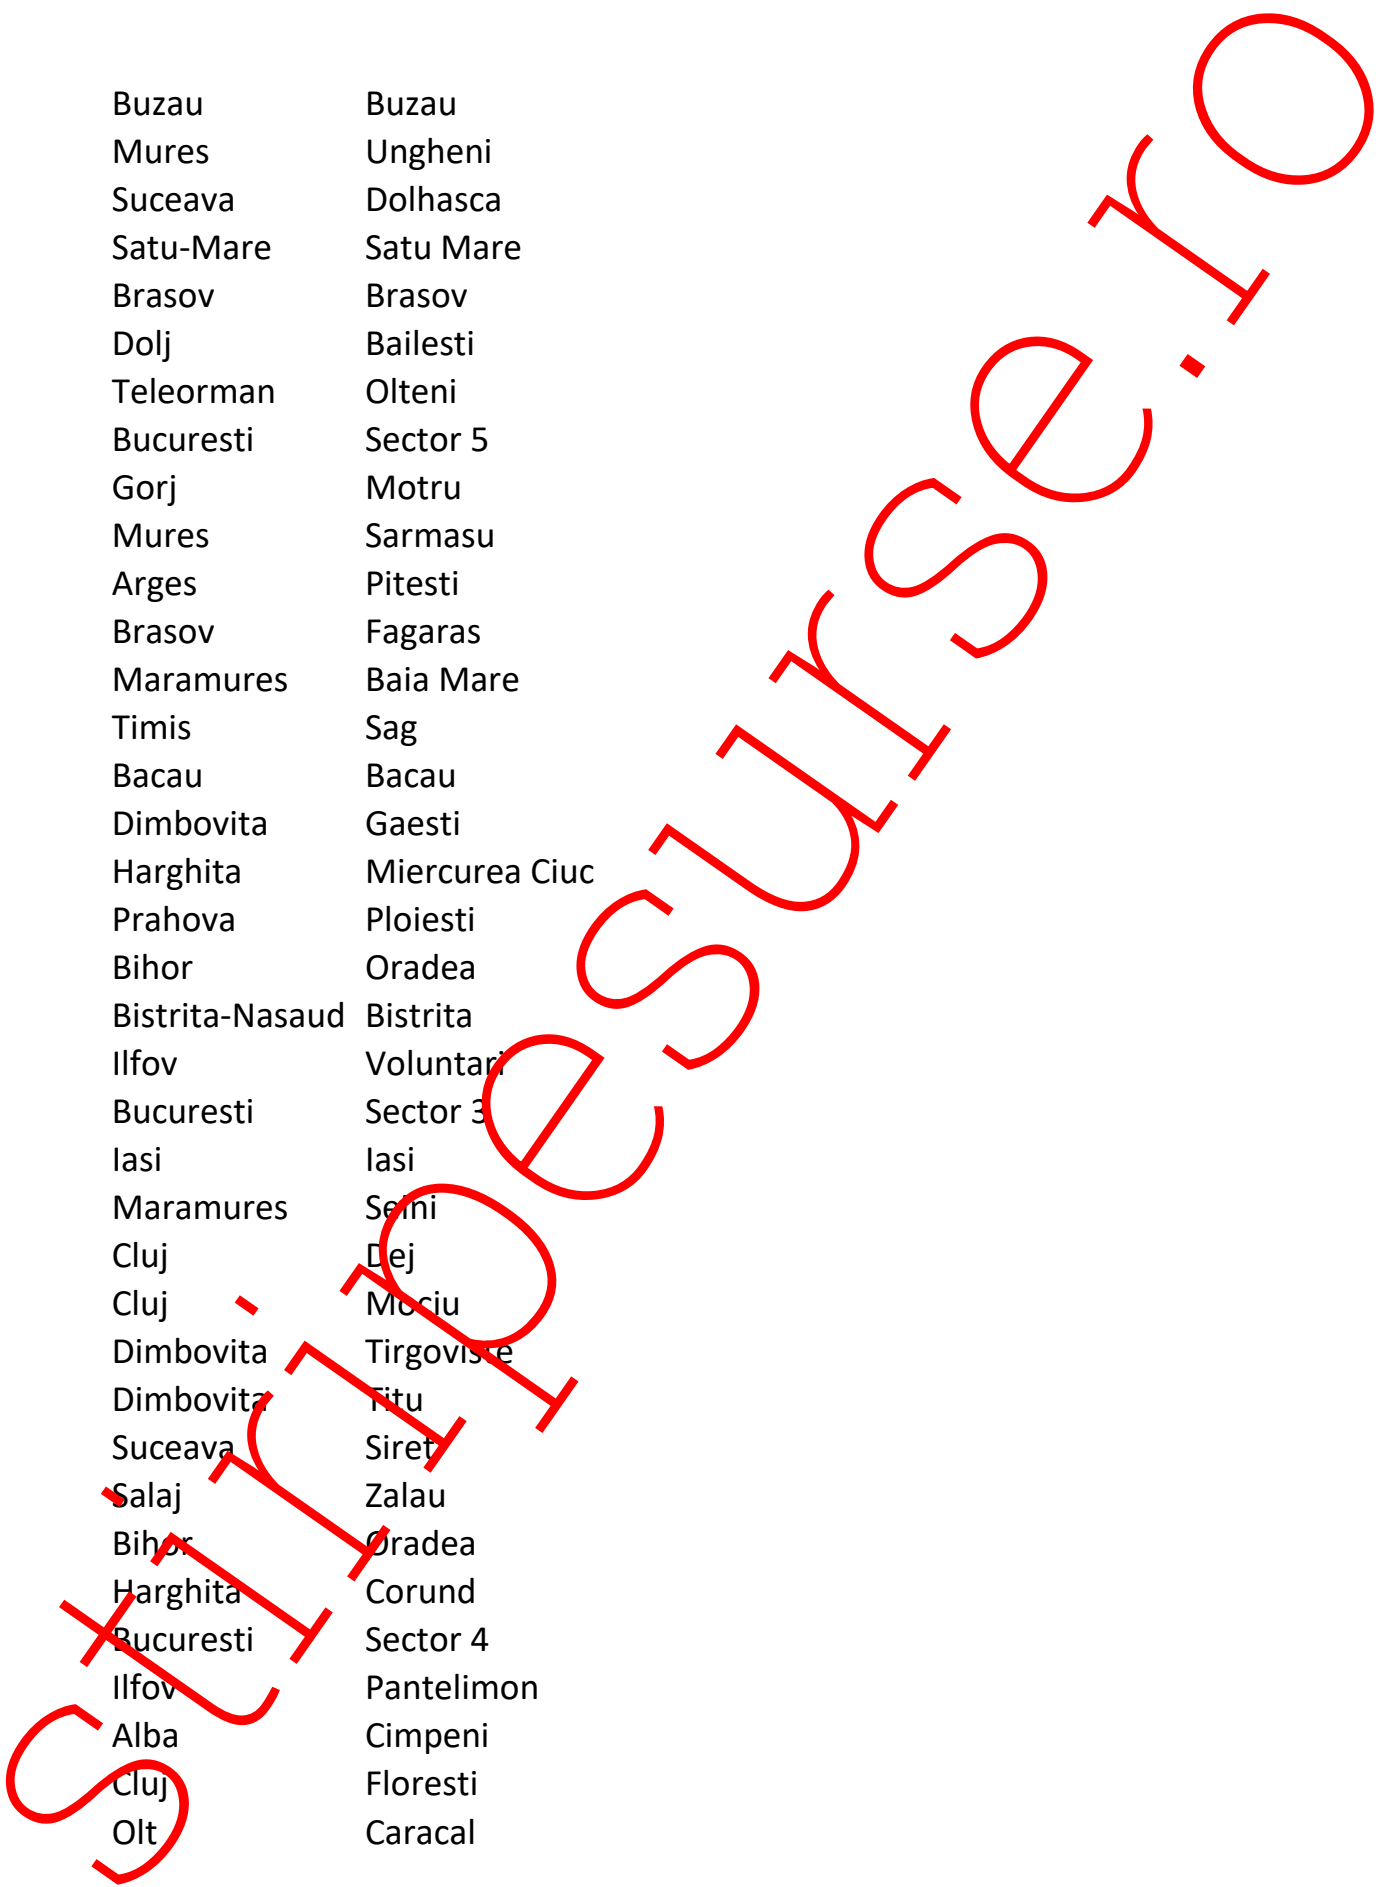 Buzau Buzau
Mures Ungheni
Suceava Dolhasca
Satu-Mare Satu Mare
Brasov Brasov
Dolj Bailesti
Teleorman Olteni
Bucuresti Sector 5
Gorj Motru
Mures Sarmasu
Arges Pitesti
Brasov Fagaras
Maramures Baia Mare
Timis Sag
Bacau Bacau
Dimbovita Gaesti
Harghita Miercurea Ciuc
Prahova Ploiesti
Bihor Oradea
Bistrita-Nasaud Bistrita
Ilfov Voluntari
Bucuresti Sector 3
Iasi Iasi
Maramures Seini
Cluj Dej
Cluj Mociu
Dimbovita Tirgoviste
Dimbovita Titu
Suceava Siret
Salaj Zalau
Bihor Oradea
Harghita Corund
Bucuresti Sector 4
Ilfov Pantelimon
Alba Cimpeni
Cluj Floresti
Olt Caracal
stiripesurse.ro